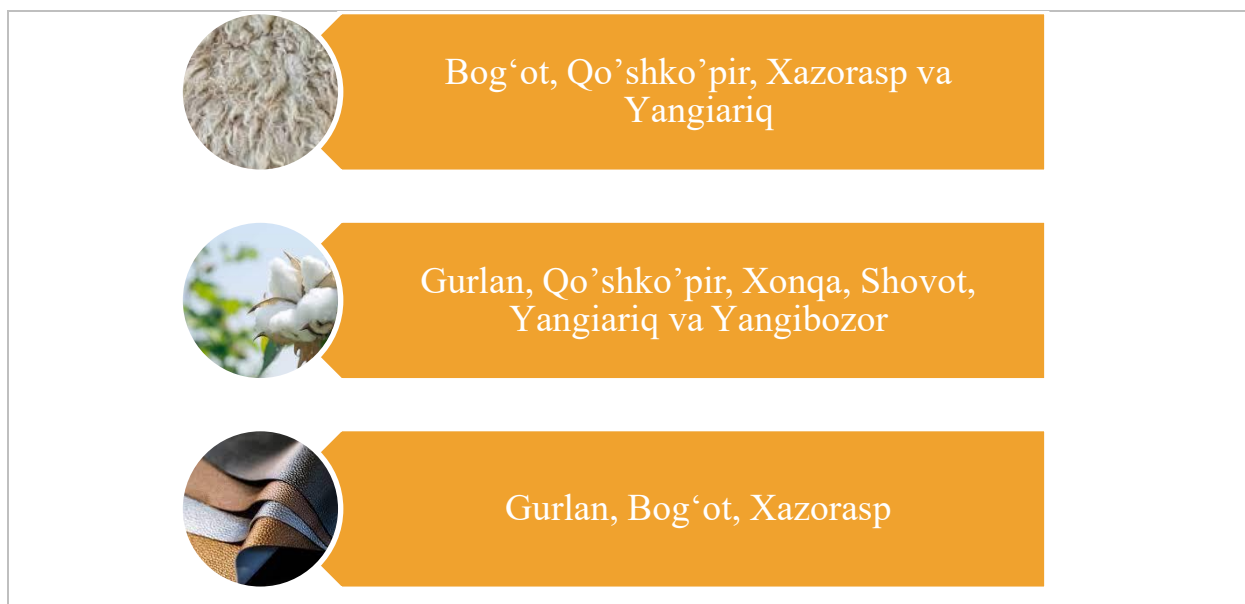 Bog‘ot, Qo’shko’pir, Xazorasp va
Yangiariq
Gurlan, Qo’shko’pir, Xonqa, Shovot,
Yangiariq va Yangibozor
Gurlan, Bog‘ot, Xazorasp